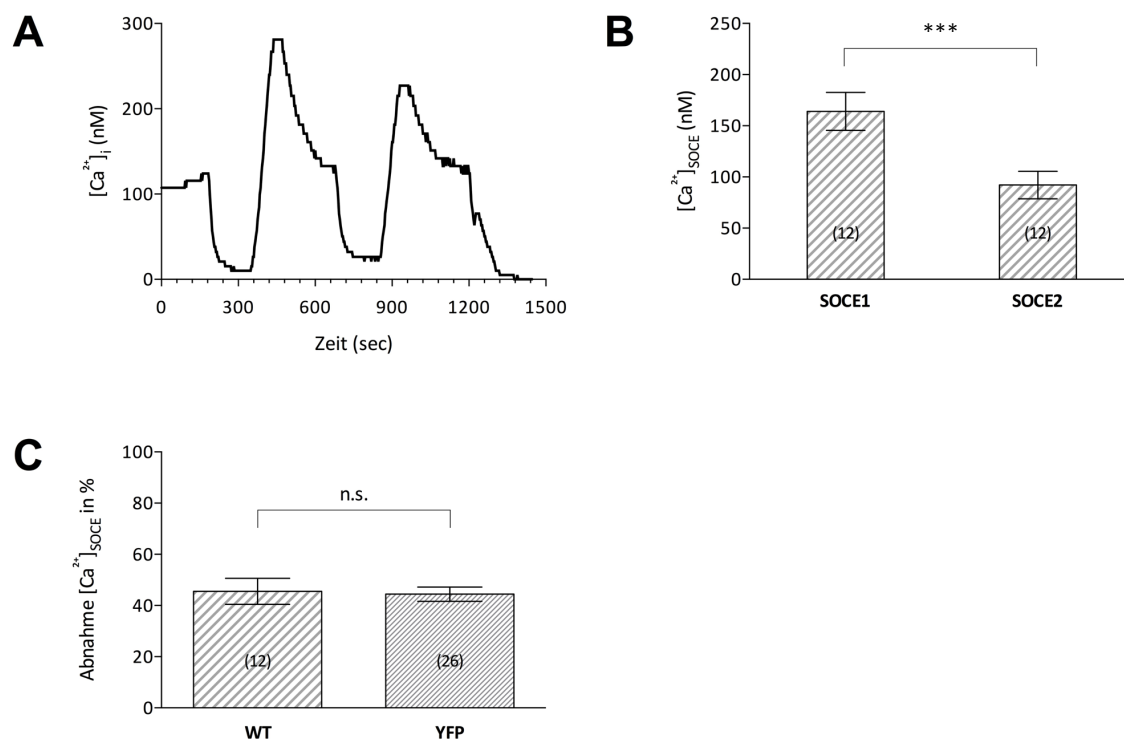 A
[Ca²⁺]ᵢ (nM)
300
200
100
0
0 300 600 900 1200 1500
Zeit (sec)
B
[Ca²⁺]SOCE (nM)
250
200
150
100
50
0
***
(12) (12)
SOCE1 SOCE2
C
Abnahme [Ca²⁺]SOCE in %
100
80
60
40
20
0
n.s.
(12) (26)
WT YFP